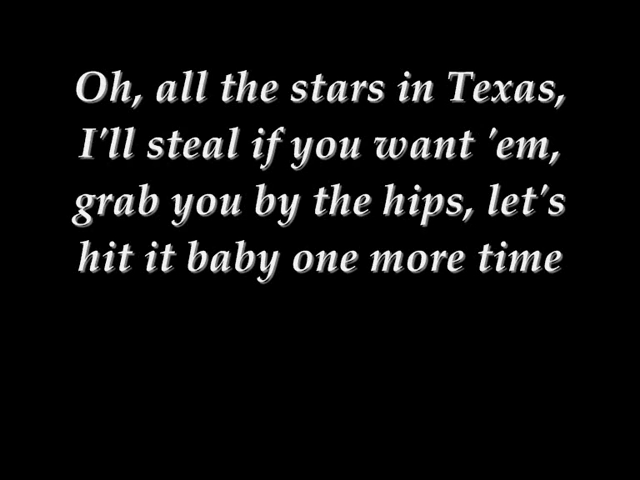 Oh, all the stars in Texas,
I'll steal if you want 'em,
grab you by the hips, let's
hit it baby one more time